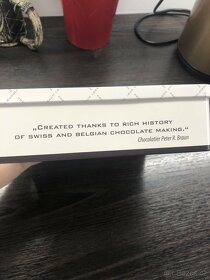 „CREATED THANKS TO RICH HISTORY
OF SWISS AND BELGIAN CHOCOLATE MAKING.“
Chocolatier Peter R. Braun